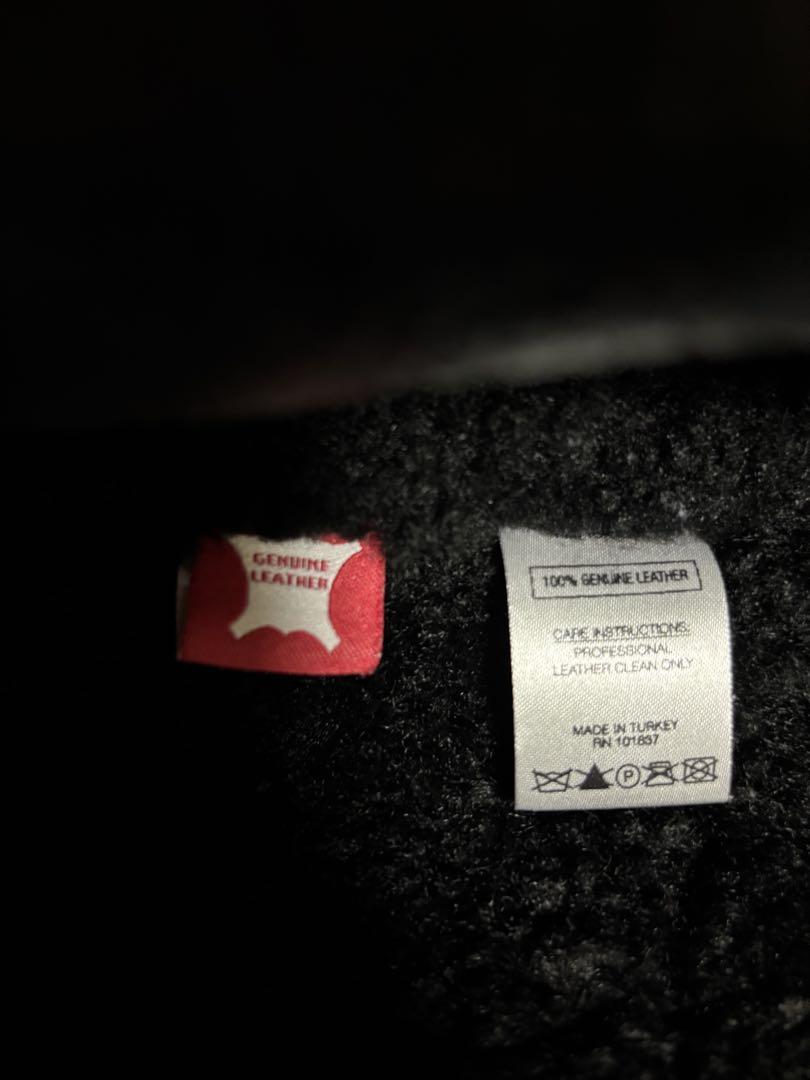 GENUINE
LEATHER
100% GENUINE LEATHER
CARE INSTRUCTIONS:
PROFESSIONAL
LEATHER CLEAN ONLY
MADE IN TURKEY
RN 101837
P